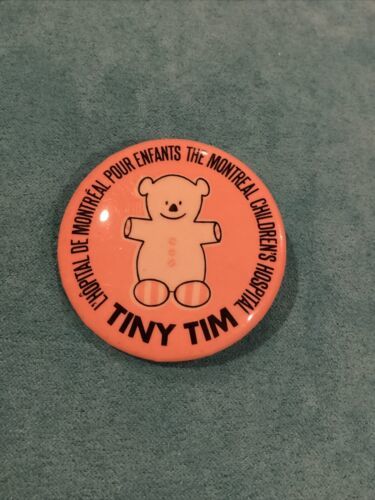 L'HÔPITAL DE MONTRÉAL POUR ENFANTS THE MONTREAL CHILDREN'S HOSPITAL
TINY TIM